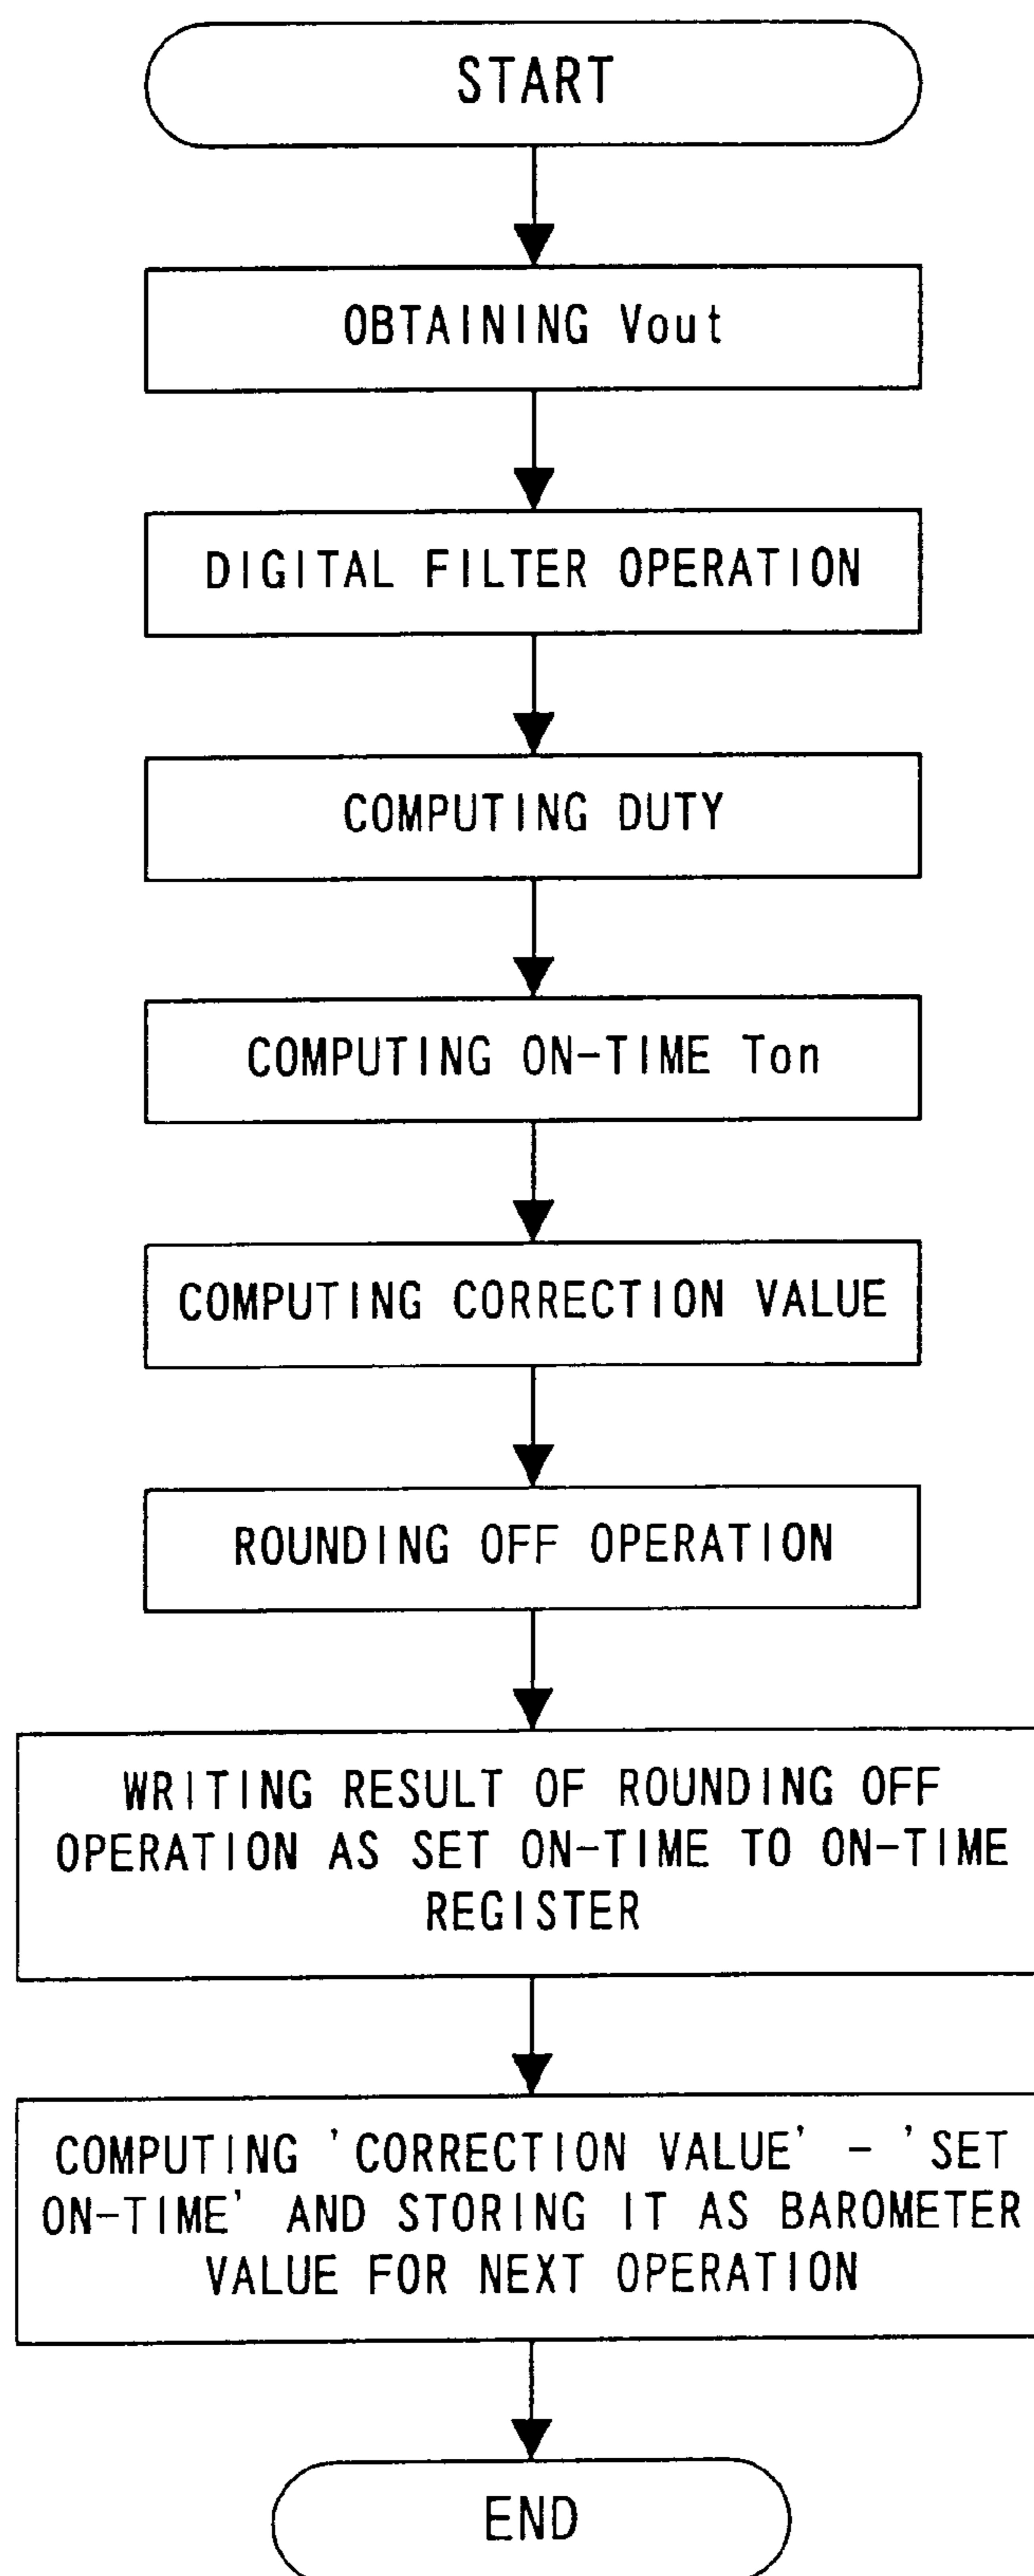 START
OBTAINING Vout
DIGITAL FILTER OPERATION
COMPUTING DUTY
COMPUTING ON-TIME Ton
COMPUTING CORRECTION VALUE
ROUNDING OFF OPERATION
WRITING RESULT OF ROUNDING OFF
OPERATION AS SET ON-TIME TO ON-TIME
REGISTER
COMPUTING 'CORRECTION VALUE' - 'SET
ON-TIME' AND STORING IT AS BAROMETER
VALUE FOR NEXT OPERATION
END